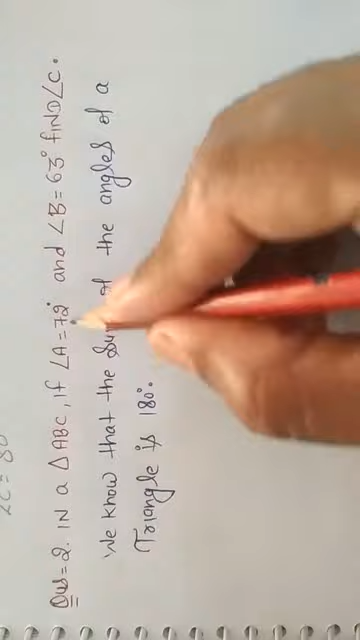 Qus=2. IN a △ABC, if ∠A=72° and ∠B=63° fIND∠C.
We know that the Sum of the angles of a
Triangle is 180°.